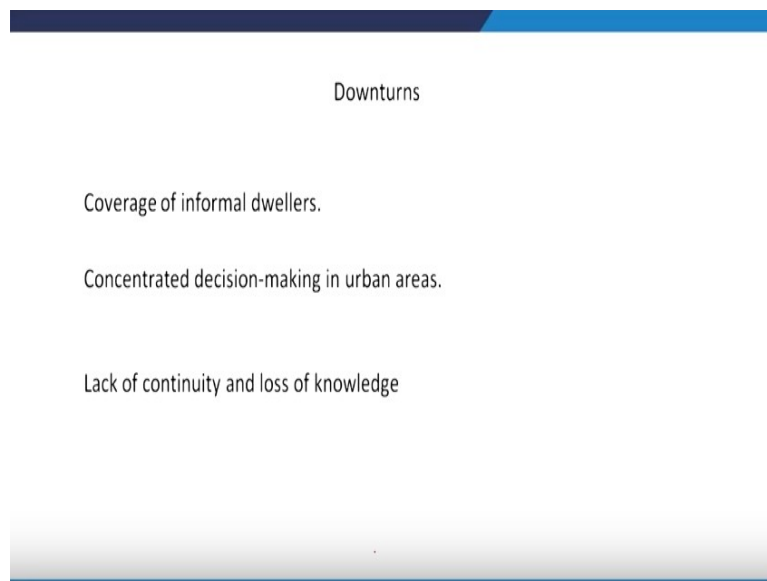 Downturns
Coverage of informal dwellers.
Concentrated decision-making in urban areas.
Lack of continuity and loss of knowledge